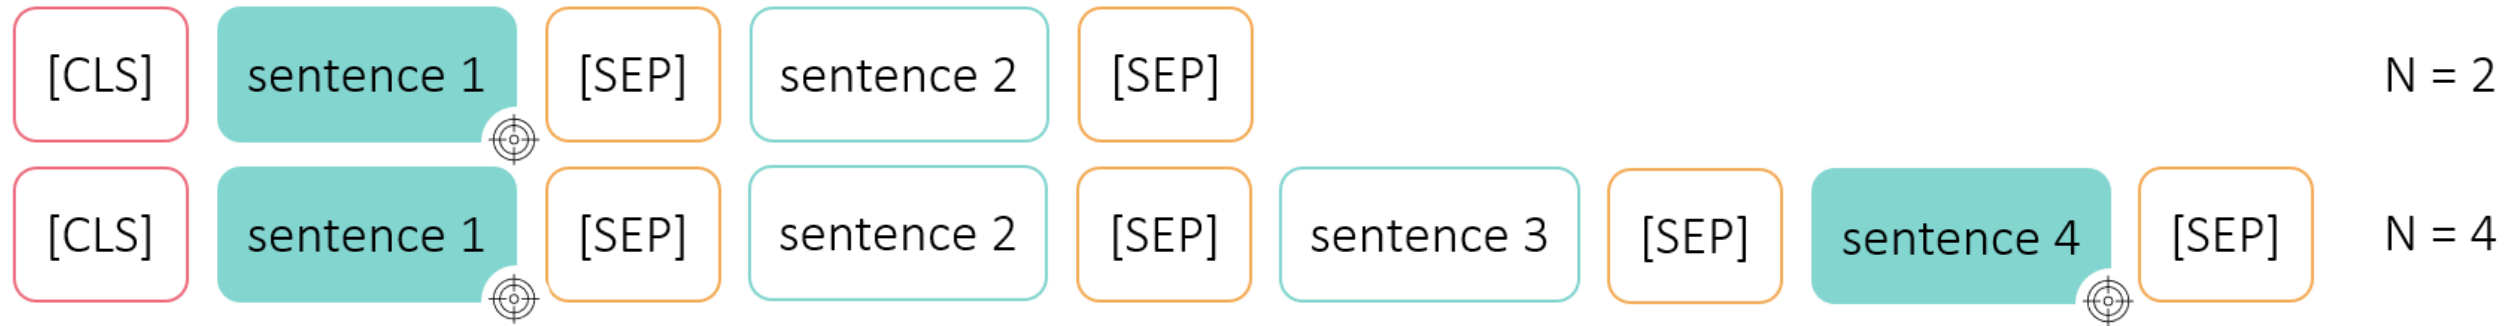 [CLS] sentence 1 [SEP] sentence 2 [SEP] N = 2
[CLS] sentence 1 [SEP] sentence 2 [SEP] sentence 3 [SEP] sentence 4 [SEP] N = 4